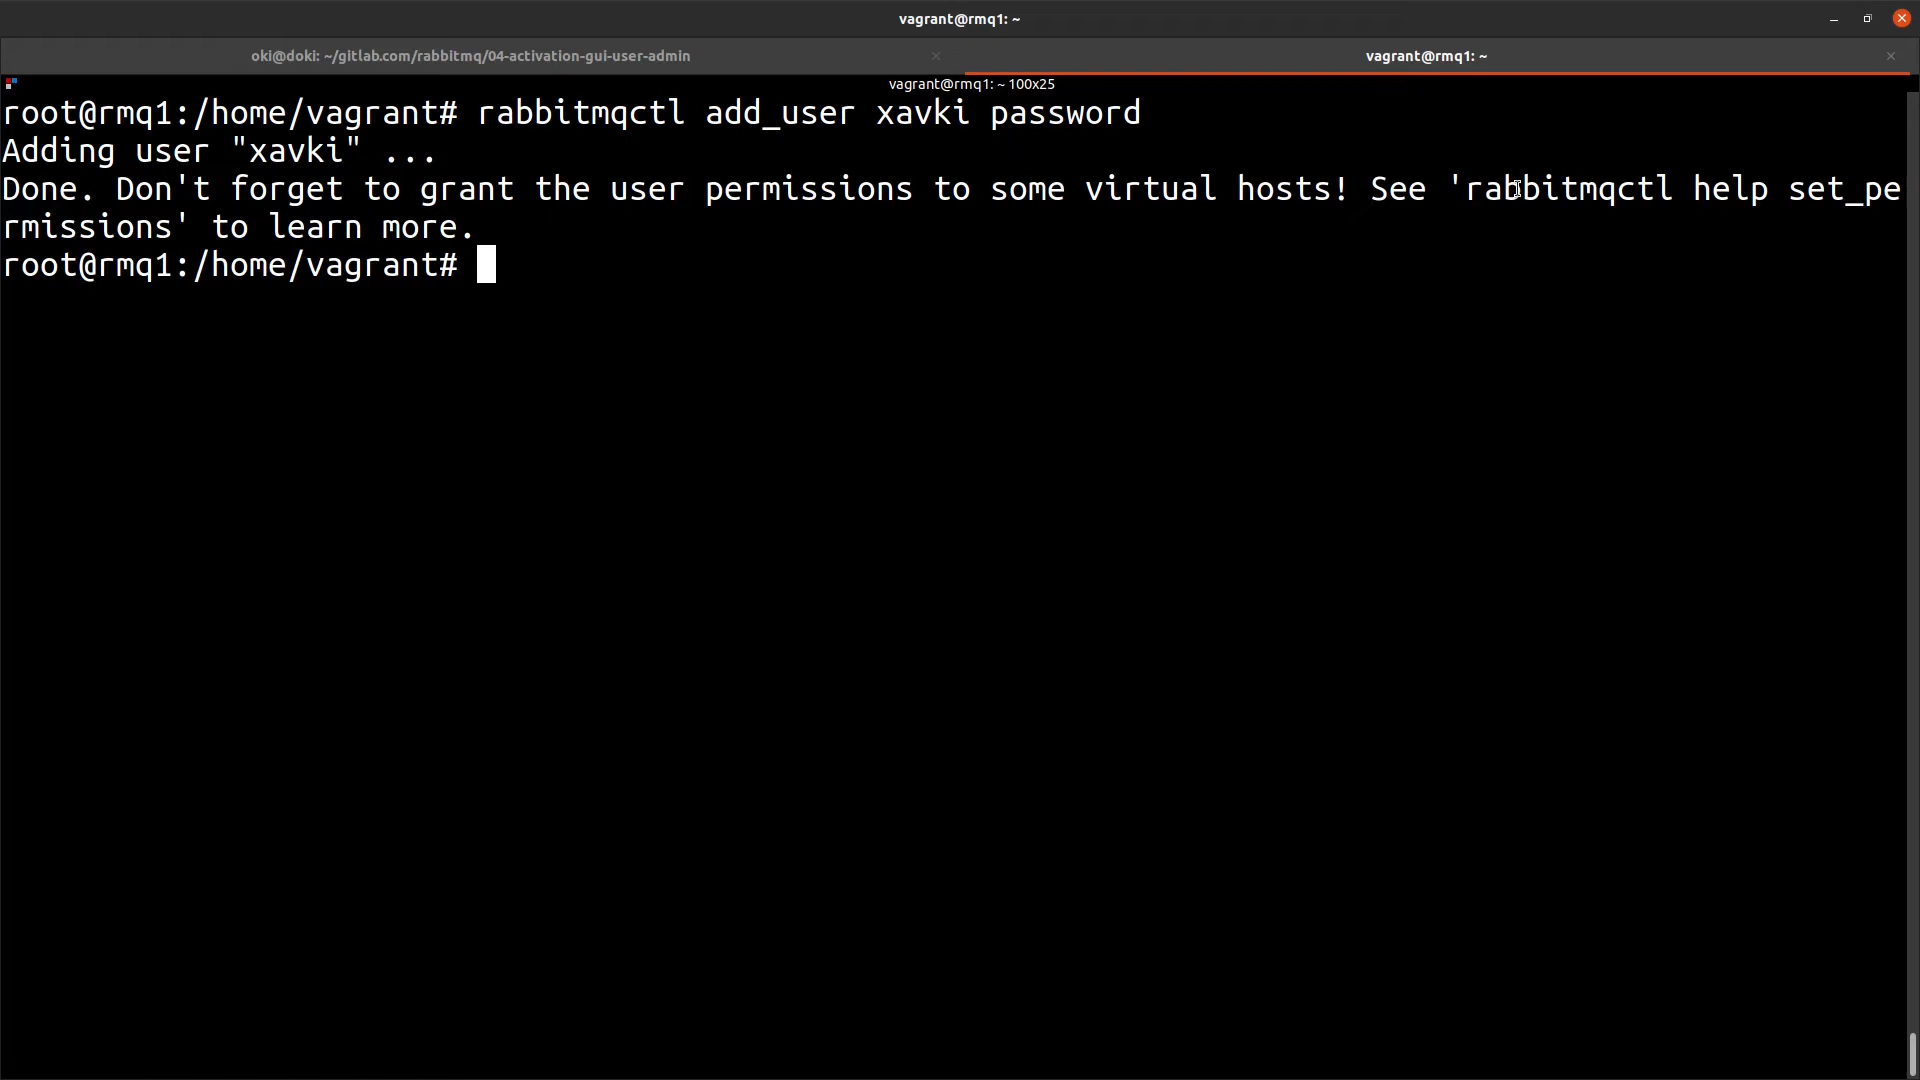 vagrant@rmq1: ~
oki@doki: ~/gitlab.com/rabbitmq/04-activation-gui-user-admin
vagrant@rmq1: ~
vagrant@rmq1: ~ 100x25
root@rmq1:/home/vagrant# rabbitmqctl add_user xavki password
Adding user "xavki" ...
Done. Don't forget to grant the user permissions to some virtual hosts! See 'rabbitmqctl help set_pe
rmissions' to learn more.
root@rmq1:/home/vagrant#